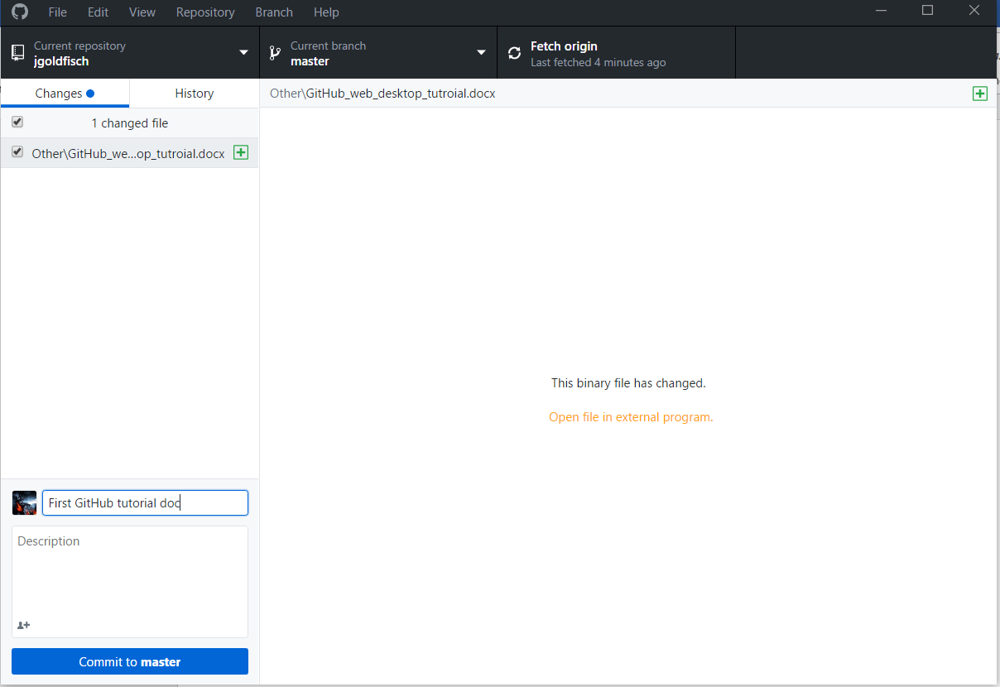 File Edit View Repository Branch Help
Current repository
jgoldfisch
Current branch
master
Fetch origin
Last fetched 4 minutes ago
Changes
History
1 changed file
Other\GitHub_we...op_tutroial.docx
Other\GitHub_web_desktop_tutroial.docx
This binary file has changed.
Open file in external program.
First GitHub tutorial doc
Description
Commit to master